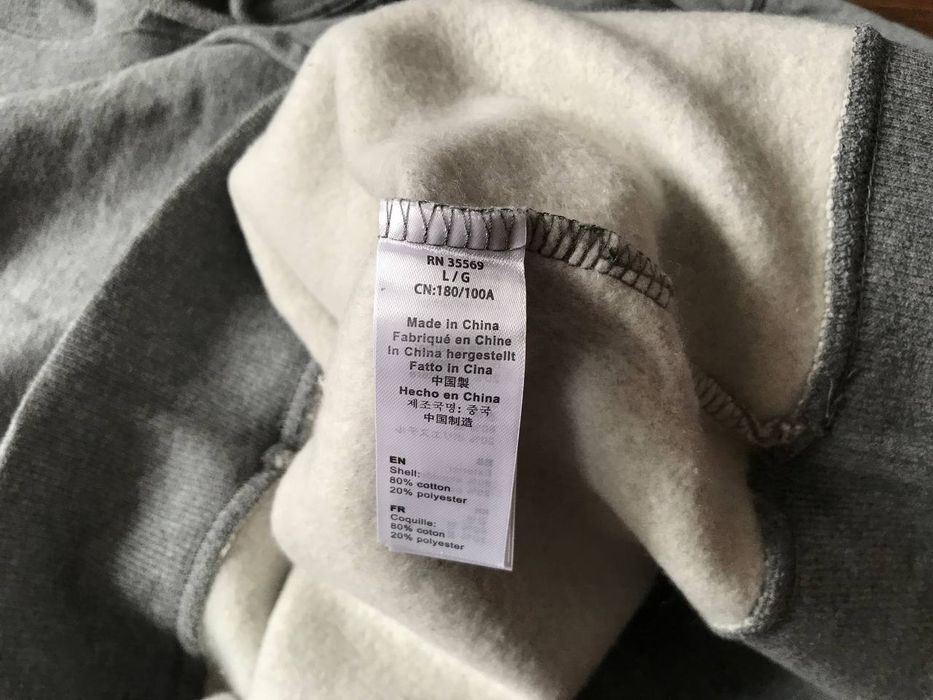 RN 35569
L / G
CN:180/100A
Made in China
Fabriqué en Chine
In China hergestellt
Fatto in Cina
中国製
Hecho en China
제조국명: 중국
中国制造
EN
Shell:
80% cotton
20% polyester
FR
Coquille:
80% coton
20% polyester